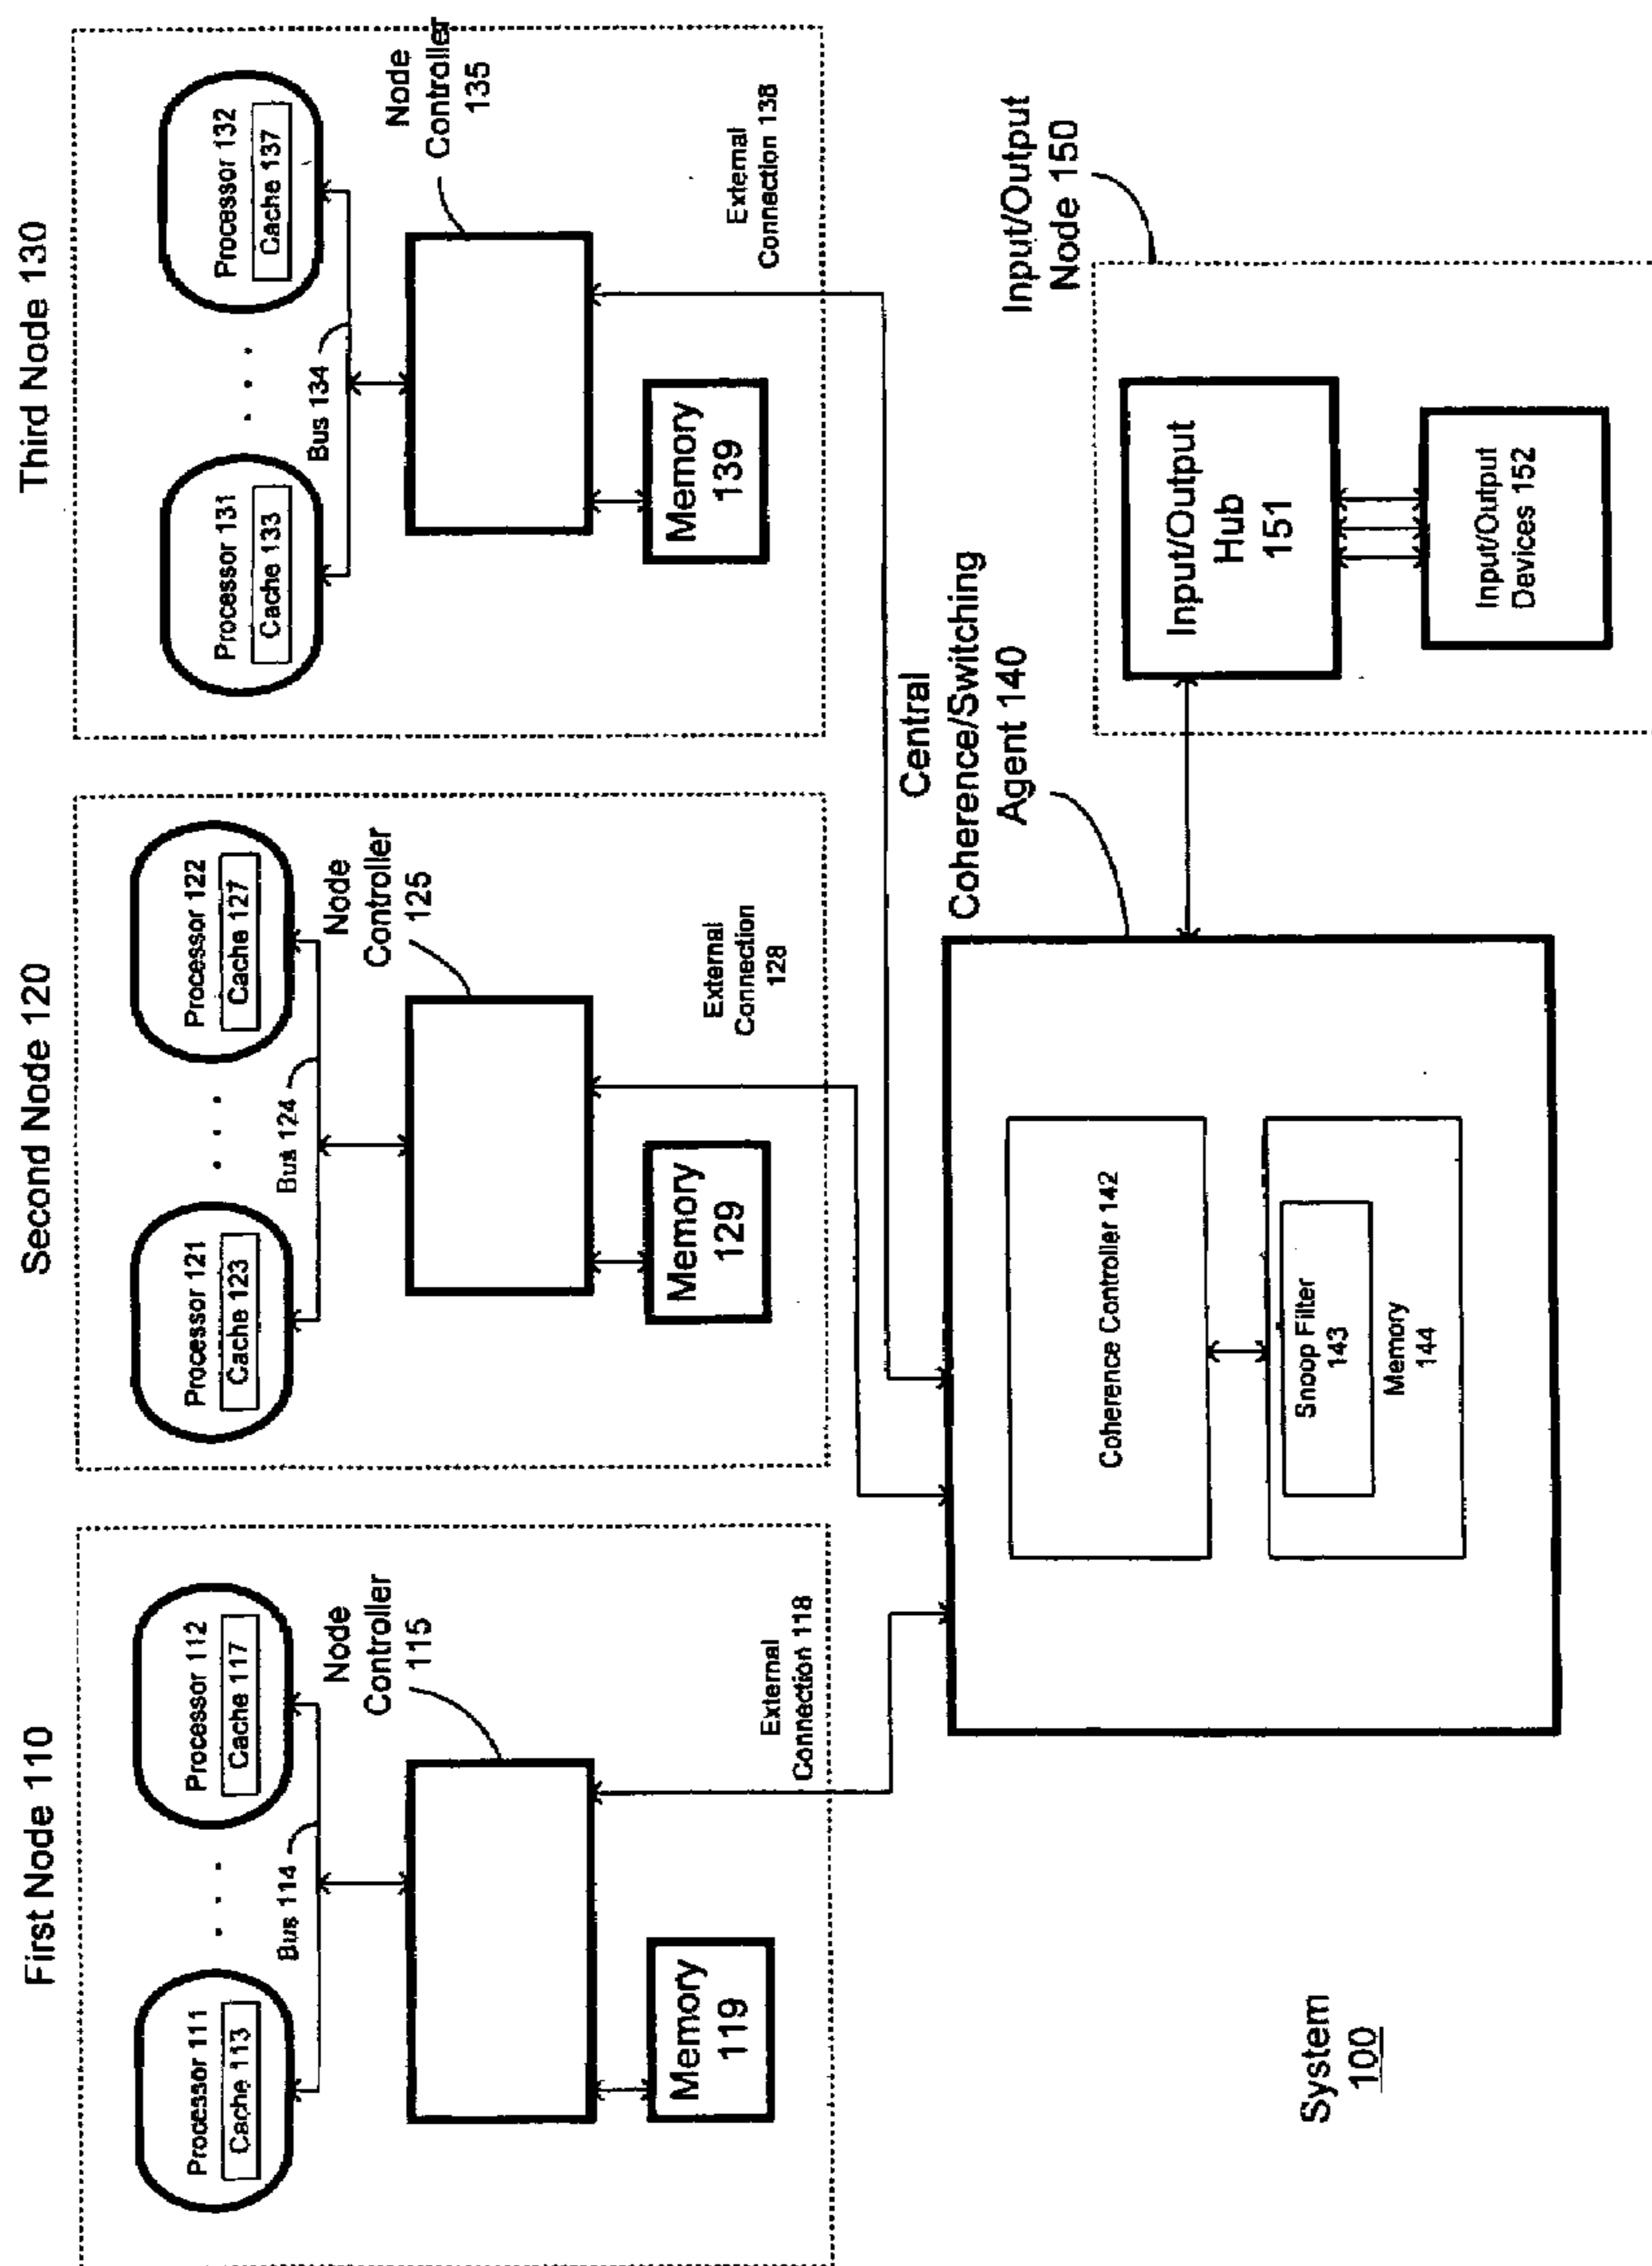 First Node 110
Processor 111
Cache 113
. . .
Processor 112
Cache 117
Bus 114
Node
Controller
115
Memory
119
External
Connection 118
Second Node 120
Processor 121
Cache 123
. . .
Processor 122
Cache 127
Bus 124
Node
Controller
125
Memory
129
External
Connection
128
Third Node 130
Processor 131
Cache 133
. . .
Processor 132
Cache 137
Bus 134
Node
Controller
135
Memory
139
External
Connection 138
Central
Coherence/Switching
Agent 140
Coherence Controller 142
Snoop Filter
143
Memory
144
Input/Output
Node 150
Input/Output
Hub
151
Input/Output
Devices 152
System
100